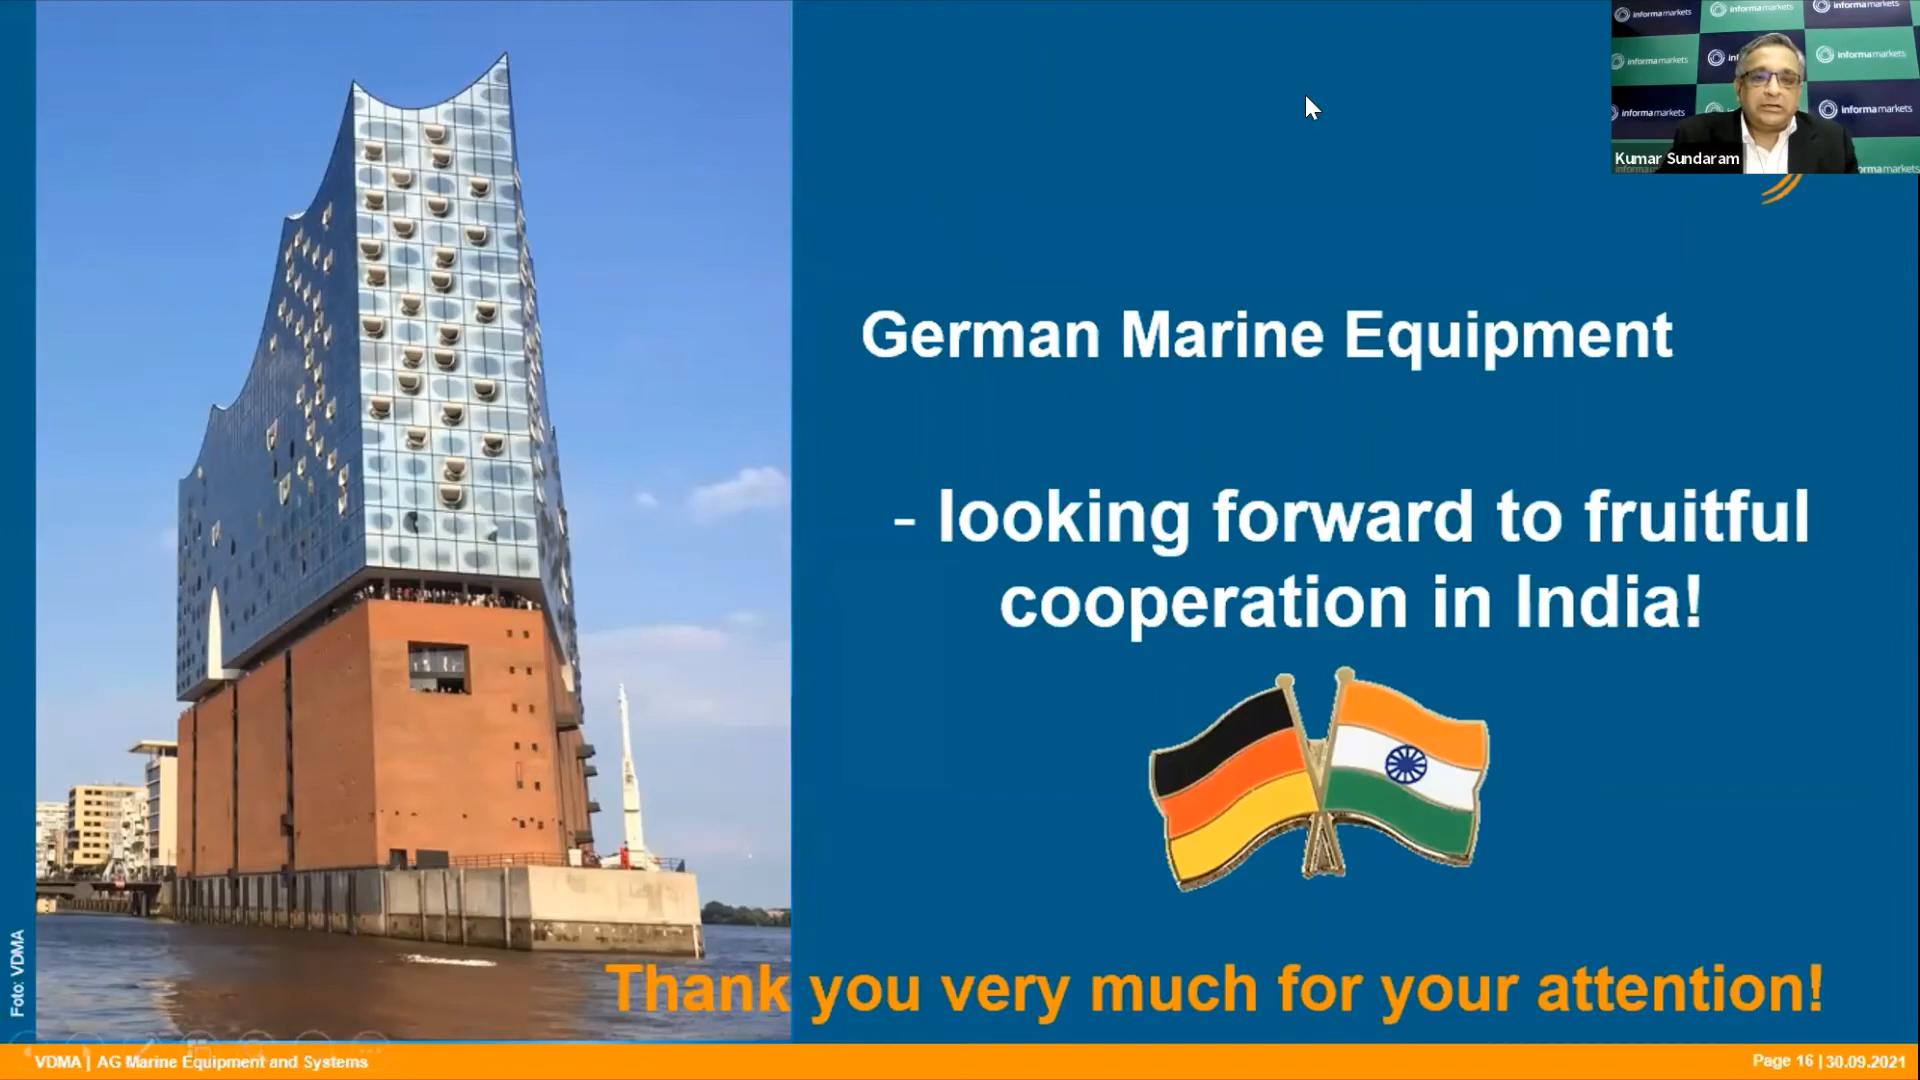 informa markets
informa markets
informa markets
informa markets
informa markets
informa markets
informa markets
Kumar Sundaram
German Marine Equipment
- looking forward to fruitful
cooperation in India!
Thank you very much for your attention!
Foto: VDMA
VDMA | AG Marine Equipment and Systems
Page 16 | 30.09.2021